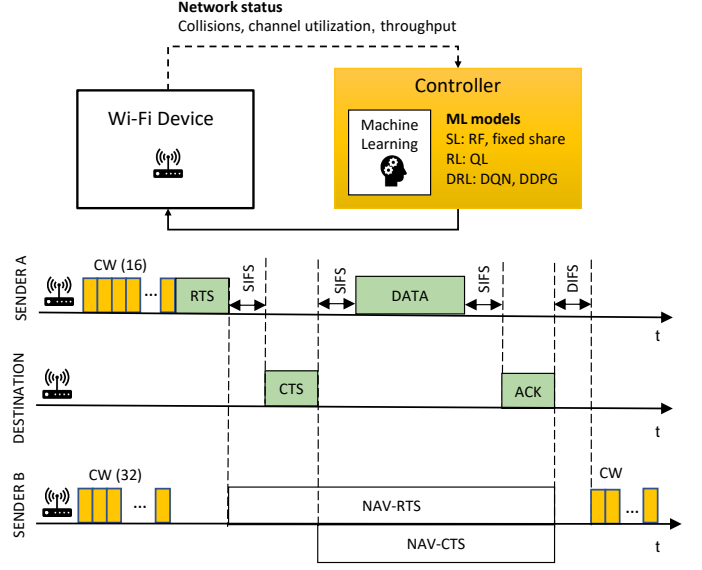 Network status
Collisions, channel utilization, throughput
Wi-Fi Device
Controller
Machine
Learning
ML models
SL: RF, fixed share
RL: QL
DRL: DQN, DDPG
SENDER A
CW (16)
...
RTS
SIFS
SIFS
DATA
SIFS
DIFS
t
DESTINATION
CTS
ACK
t
SENDER B
CW (32)
...
NAV-RTS
NAV-CTS
CW
...
t